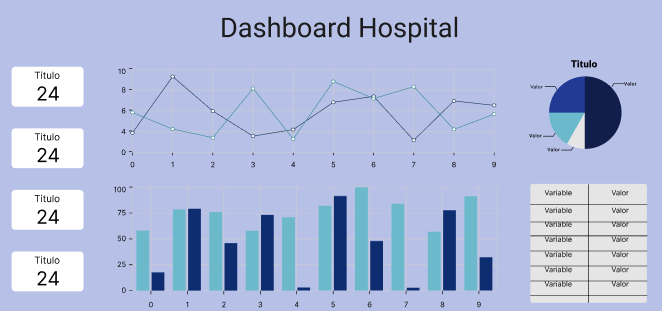 Dashboard Hospital
Titulo
24
Titulo
24
Titulo
24
Titulo
24
10
8
6
4
0
0 1 2 3 4 5 6 7 8 9
100
75
50
25
0
0 1 2 3 4 5 6 7 8 9
Titulo
Valor
Valor
Valor
Valor
Variable Valor
Variable Valor
Variable Valor
Variable Valor
Variable Valor
Variable Valor
Variable Valor